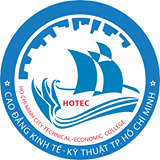 HOTEC
HO CHI MINH CITY TECHNICAL - ECONOMIC COLLEGE
CAO ĐẲNG KINH TẾ - KỸ THUẬT TP. HỒ CHÍ MINH